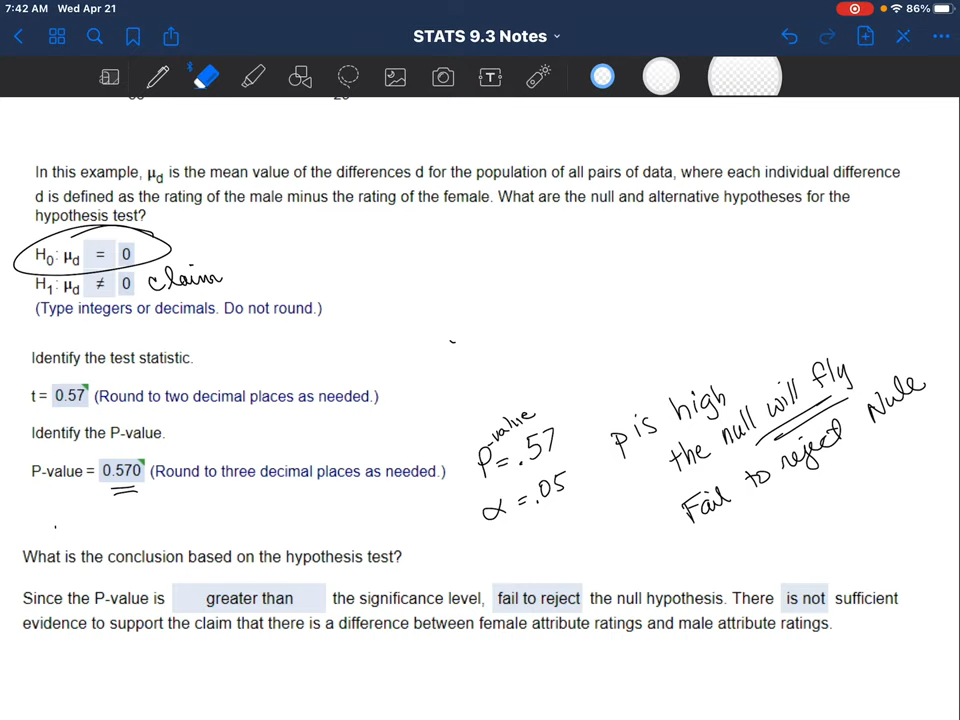 7:42 AM Wed Apr 21
86%
STATS 9.3 Notes
In this example, μd is the mean value of the differences d for the population of all pairs of data, where each individual difference
d is defined as the rating of the male minus the rating of the female. What are the null and alternative hypotheses for the
hypothesis test?
H0: μd = 0
H1: μd ≠ 0 claim
(Type integers or decimals. Do not round.)
Identify the test statistic.
t = 0.57 (Round to two decimal places as needed.)
Identify the P-value.
P-value = 0.570 (Round to three decimal places as needed.)
p-value
P = .57
α = .05
P is high
the null will fly
Fail to reject Null
What is the conclusion based on the hypothesis test?
Since the P-value is greater than the significance level, fail to reject the null hypothesis. There is not sufficient
evidence to support the claim that there is a difference between female attribute ratings and male attribute ratings.